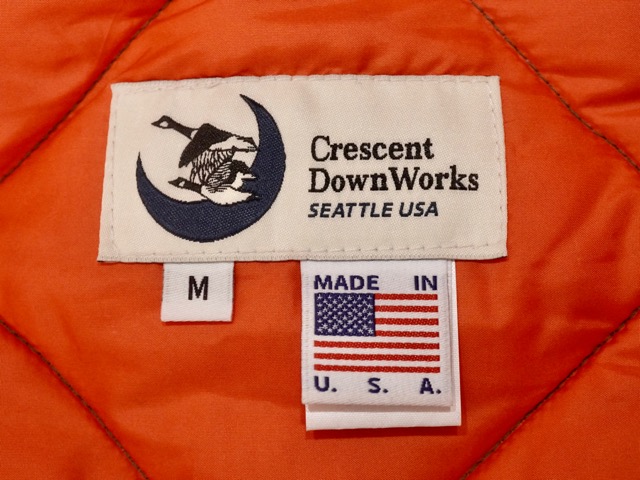 Crescent
DownWorks
SEATTLE USA
M
MADE IN
U. S. A.